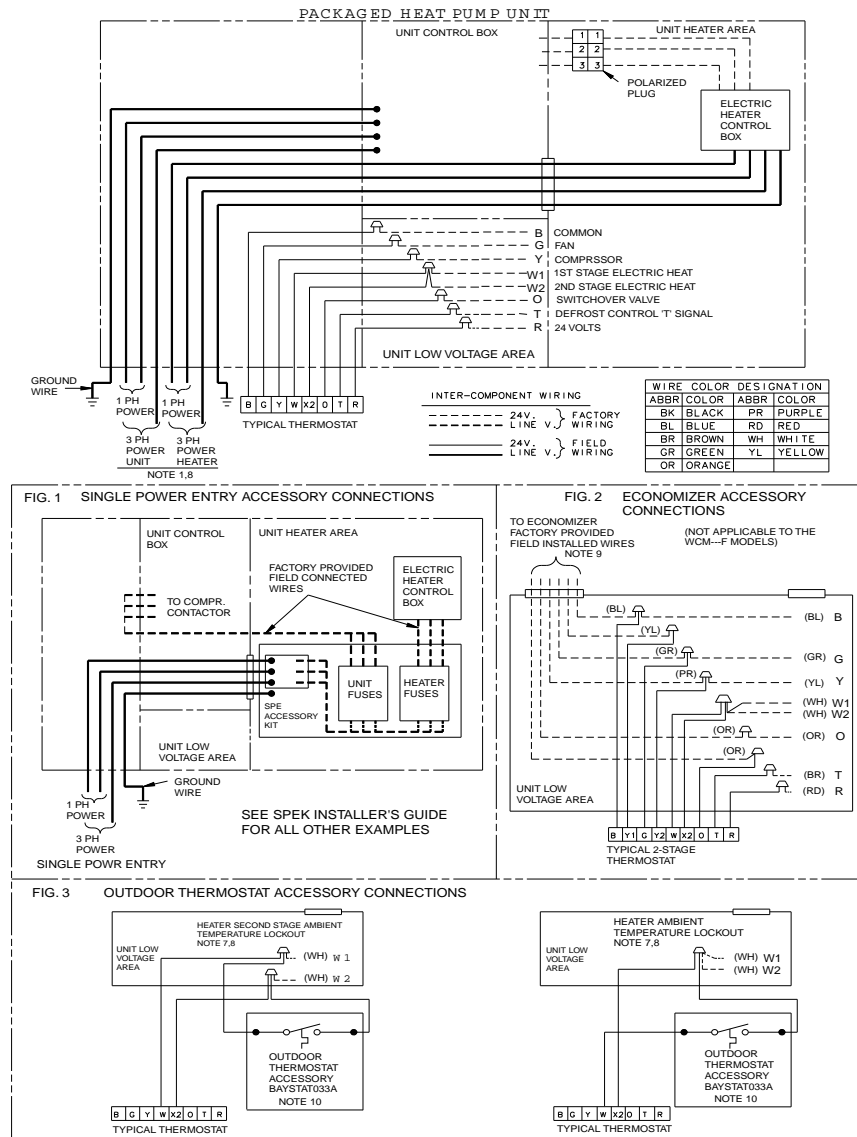 PACKAGED HEAT PUMP UNIT
UNIT CONTROL BOX
UNIT HEATER AREA
1 1
2 2
3 3
POLARIZED
PLUG
ELECTRIC
HEATER
CONTROL
BOX
B COMMON
G FAN
Y COMPRSSOR
W1 1ST STAGE ELECTRIC HEAT
W2 2ND STAGE ELECTRIC HEAT
O SWITCHOVER VALVE
T DEFROST CONTROL 'T' SIGNAL
R 24 VOLTS
UNIT LOW VOLTAGE AREA
GROUND
WIRE
1 PH
POWER
1 PH
POWER
3 PH
POWER
UNIT
3 PH
POWER
HEATER
NOTE 1,8
B G Y W X2 O T R
TYPICAL THERMOSTAT
INTER-COMPONENT WIRING
24V. FACTORY
LINE V. WIRING
24V. FIELD
LINE V. WIRING
WIRE COLOR DESIGNATION
ABBR COLOR ABBR COLOR
BK BLACK PR PURPLE
BL BLUE RD RED
BR BROWN WH WHITE
GR GREEN YL YELLOW
OR ORANGE
FIG. 1 SINGLE POWER ENTRY ACCESSORY CONNECTIONS
UNIT CONTROL
BOX
UNIT HEATER AREA
FACTORY PROVIDED
FIELD CONNECTED
WIRES
ELECTRIC
HEATER
CONTROL
BOX
TO COMPR.
CONTACTOR
UNIT
FUSES
HEATER
FUSES
SPE
ACCESSORY
KIT
UNIT LOW
VOLTAGE AREA
GROUND
WIRE
1 PH
POWER
3 PH
POWER
SINGLE POWR ENTRY
SEE SPEK INSTALLER'S GUIDE
FOR ALL OTHER EXAMPLES
FIG. 2 ECONOMIZER ACCESSORY
CONNECTIONS
TO ECONOMIZER
FACTORY PROVIDED
FIELD INSTALLED WIRES
NOTE 9
(NOT APPLICABLE TO THE
WCM---F MODELS)
(BL) (BL) B
(YL)
(GR) (GR) G
(PR) (YL) Y
(WH) W1
(WH) W2
(OR) (OR) O
(OR)
(BR) T
(RD) R
UNIT LOW
VOLTAGE AREA
B Y1 G Y2 W X2 O T R
TYPICAL 2-STAGE
THERMOSTAT
FIG. 3 OUTDOOR THERMOSTAT ACCESSORY CONNECTIONS
HEATER SECOND STAGE AMBIENT
TEMPERATURE LOCKOUT
NOTE 7,8
UNIT LOW
VOLTAGE
AREA
(WH) W1
(WH) W2
OUTDOOR
THERMOSTAT
ACCESSORY
BAYSTAT033A
NOTE 10
B G Y W X2 O T R
TYPICAL THERMOSTAT
HEATER AMBIENT
TEMPERATURE LOCKOUT
NOTE 7,8
UNIT LOW
VOLTAGE
AREA
(WH) W1
(WH) W2
OUTDOOR
THERMOSTAT
ACCESSORY
BAYSTAT033A
NOTE 10
B G Y W X2 O T R
TYPICAL THERMOSTAT